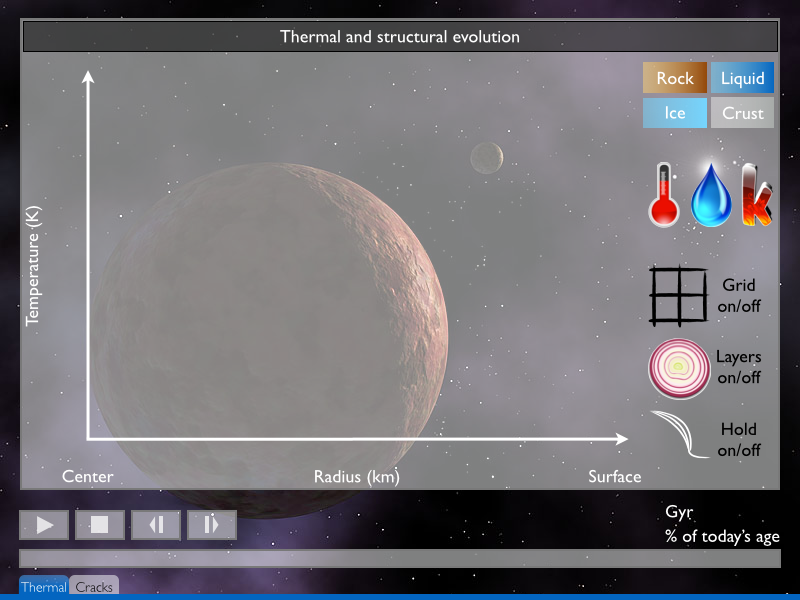 Thermal and structural evolution
Rock
Liquid
Ice
Crust
k
Temperature (K)
Grid
on/off
Layers
on/off
Hold
on/off
Center
Radius (km)
Surface
Gyr
% of today's age
Thermal
Cracks